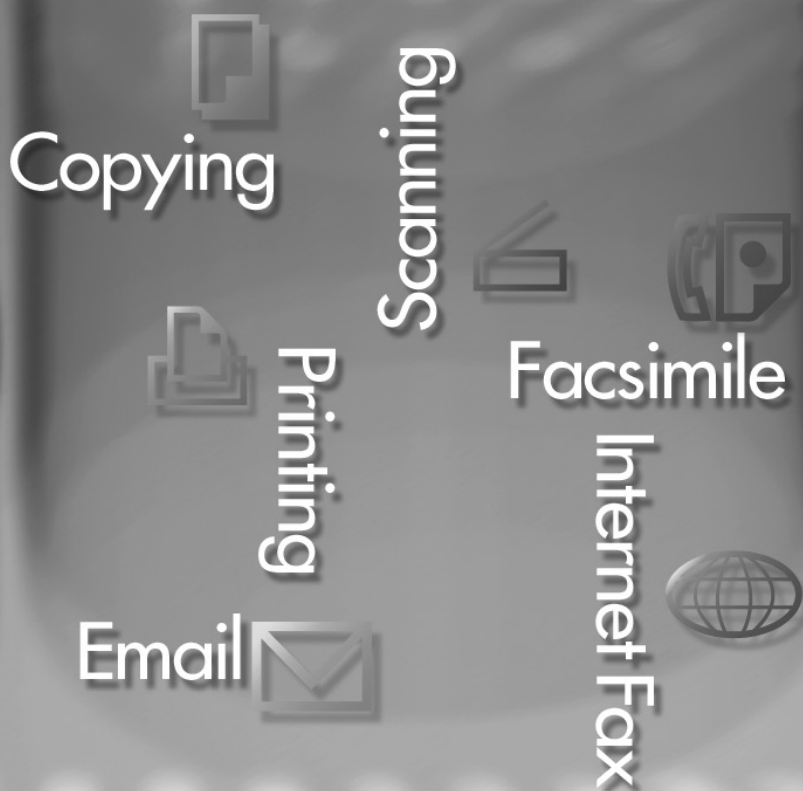 Copying
Scanning
Facsimile
Printing
Internet Fax
Email